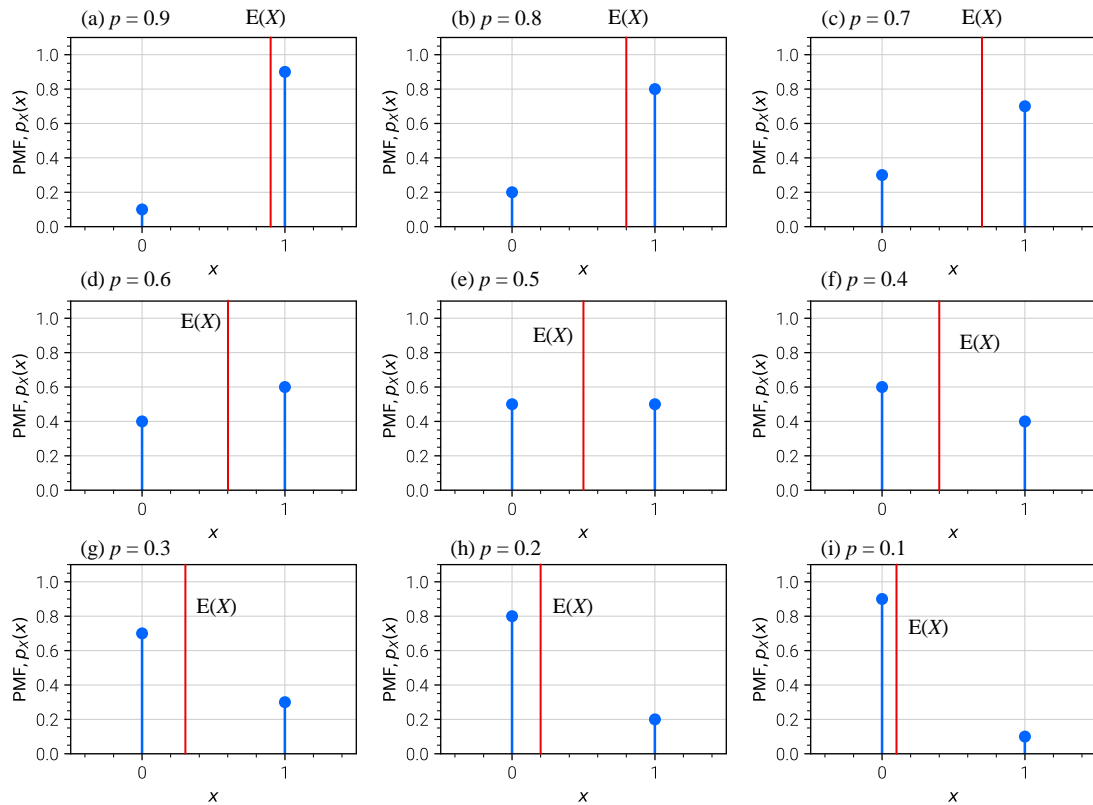 (a) p = 0.9 E(X)
1.0
0.8
0.6
0.4
0.2
0.0
PMF, pX(x)
0 1
x
(b) p = 0.8 E(X)
1.0
0.8
0.6
0.4
0.2
0.0
PMF, pX(x)
0 1
x
(c) p = 0.7 E(X)
1.0
0.8
0.6
0.4
0.2
0.0
PMF, pX(x)
0 1
x
(d) p = 0.6
E(X)
1.0
0.8
0.6
0.4
0.2
0.0
PMF, pX(x)
0 1
x
(e) p = 0.5
E(X)
1.0
0.8
0.6
0.4
0.2
0.0
PMF, pX(x)
0 1
x
(f) p = 0.4
E(X)
1.0
0.8
0.6
0.4
0.2
0.0
PMF, pX(x)
0 1
x
(g) p = 0.3
E(X)
1.0
0.8
0.6
0.4
0.2
0.0
PMF, pX(x)
0 1
x
(h) p = 0.2
E(X)
1.0
0.8
0.6
0.4
0.2
0.0
PMF, pX(x)
0 1
x
(i) p = 0.1
E(X)
1.0
0.8
0.6
0.4
0.2
0.0
PMF, pX(x)
0 1
x